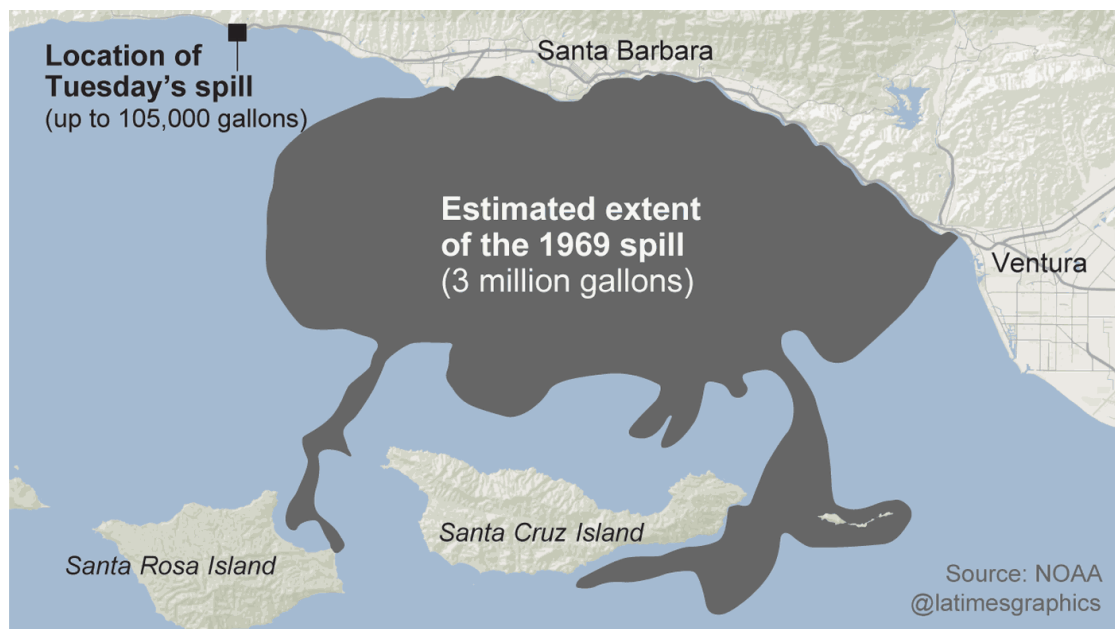 Location of
Tuesday’s spill
(up to 105,000 gallons)
Santa Barbara
Estimated extent
of the 1969 spill
(3 million gallons)
Ventura
Santa Cruz Island
Santa Rosa Island
Source: NOAA
@latimesgraphics